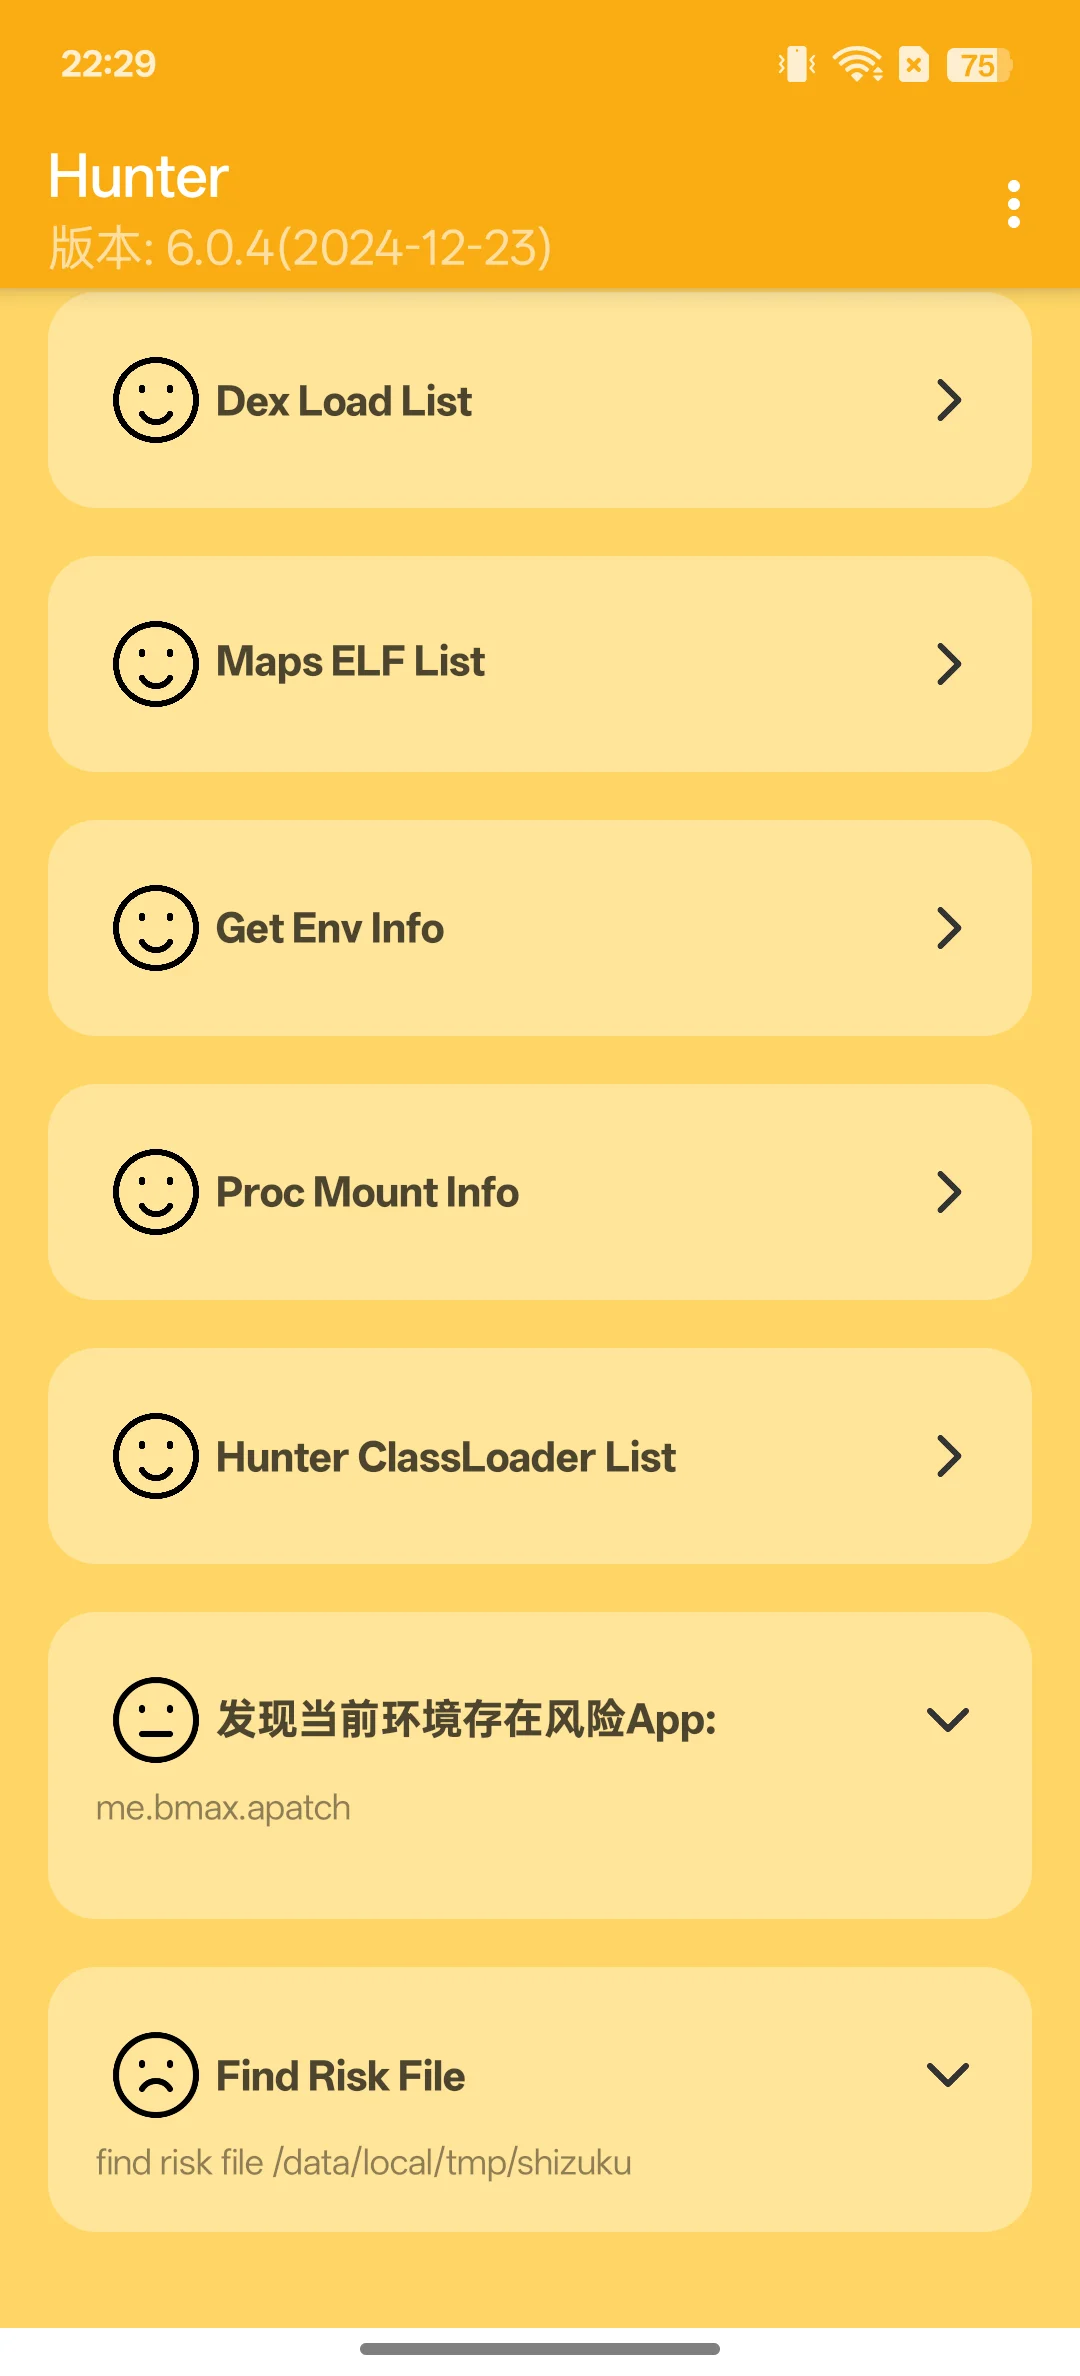 22:29
75
Hunter
版本: 6.0.4(2024-12-23)
Dex Load List
Maps ELF List
Get Env Info
Proc Mount Info
Hunter ClassLoader List
发现当前环境存在风险App:
me.bmax.apatch
Find Risk File
find risk file /data/local/tmp/shizuku